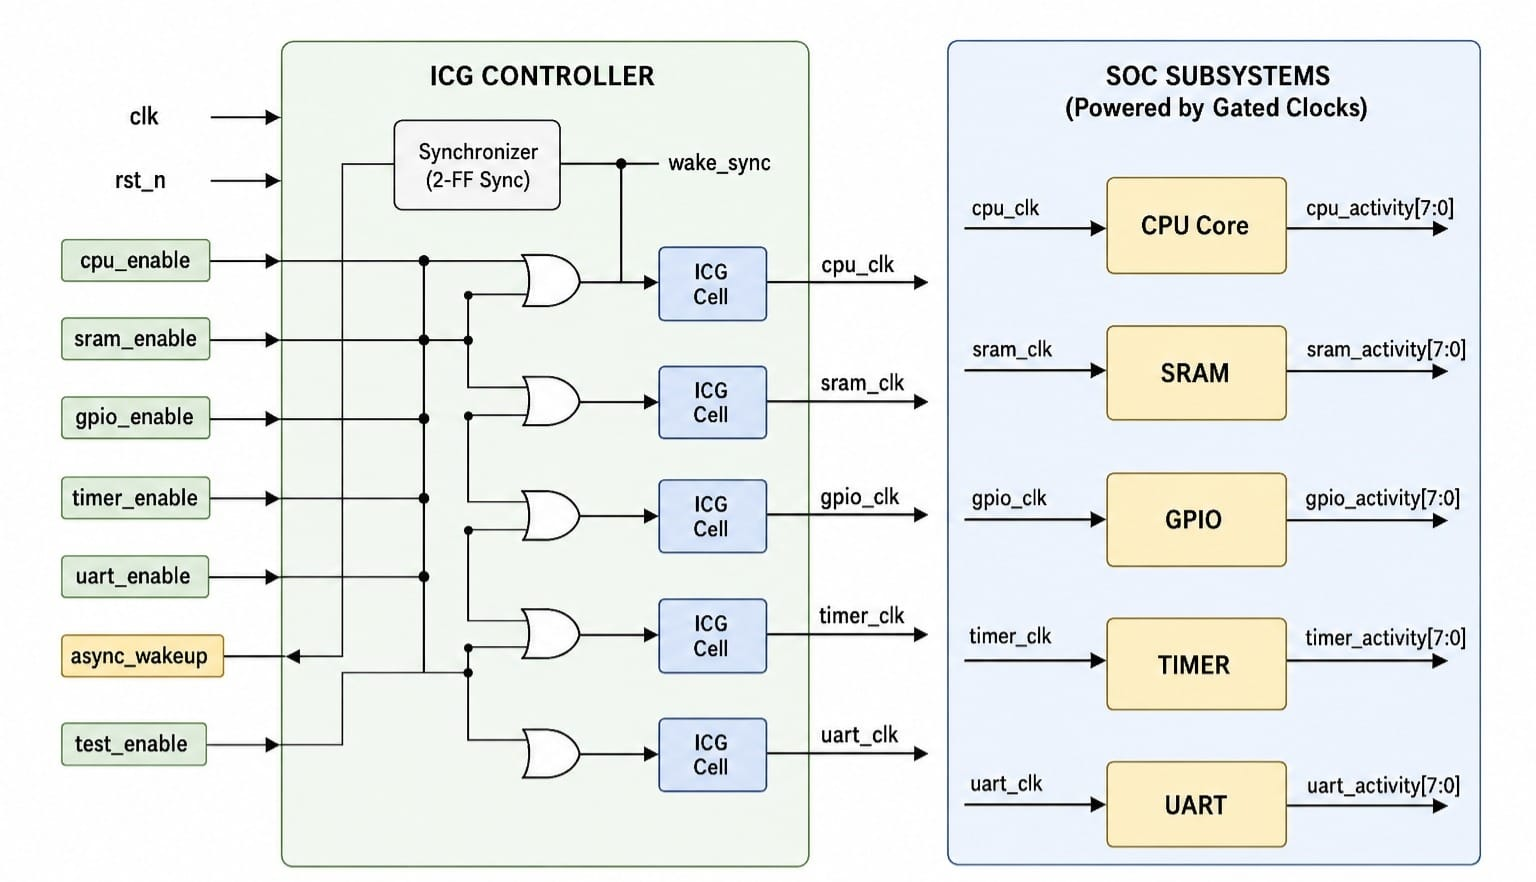 ICG CONTROLLER
clk
rst_n
cpu_enable
sram_enable
gpio_enable
timer_enable
uart_enable
async_wakeup
test_enable
Synchronizer
(2-FF Sync)
wake_sync
ICG
Cell
cpu_clk
ICG
Cell
sram_clk
ICG
Cell
gpio_clk
ICG
Cell
timer_clk
ICG
Cell
uart_clk
SOC SUBSYSTEMS
(Powered by Gated Clocks)
cpu_clk
CPU Core
cpu_activity[7:0]
sram_clk
SRAM
sram_activity[7:0]
gpio_clk
GPIO
gpio_activity[7:0]
timer_clk
TIMER
timer_activity[7:0]
uart_clk
UART
uart_activity[7:0]